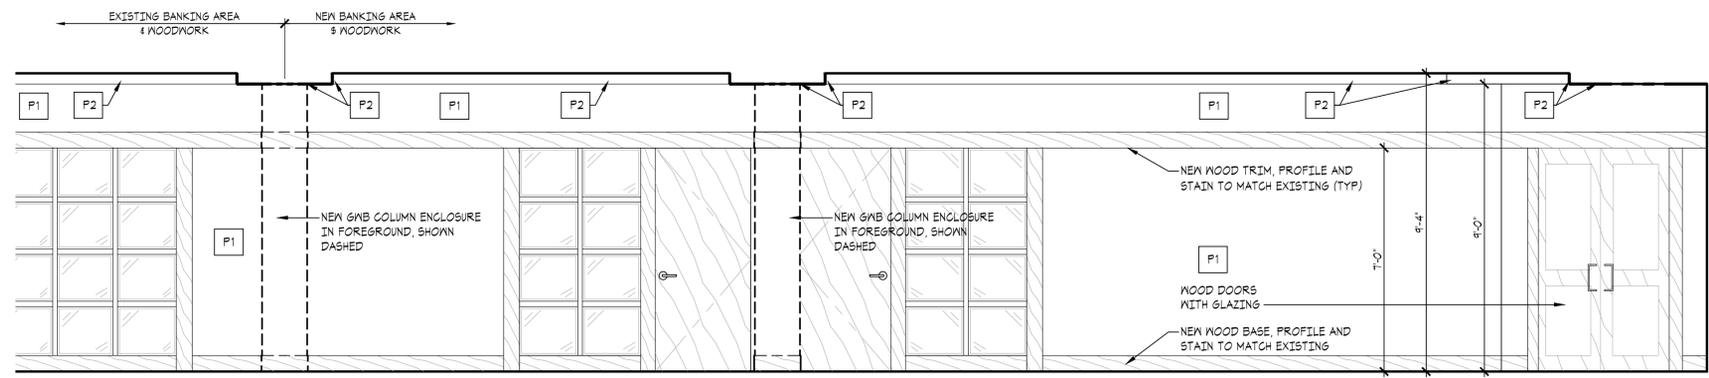 EXISTING BANKING AREA
& WOODWORK
NEW BANKING AREA
& WOODWORK
P1
P2
P2
P1
P2
P2
P1
P2
P2
NEW WOOD TRIM, PROFILE AND
STAIN TO MATCH EXISTING (TYP)
P1
NEW GWB COLUMN ENCLOSURE
IN FOREGROUND, SHOWN
DASHED
NEW GWB COLUMN ENCLOSURE
IN FOREGROUND, SHOWN
DASHED
7'-0"
9'-4"
9'-0"
P1
WOOD DOORS
WITH GLAZING
NEW WOOD BASE, PROFILE AND
STAIN TO MATCH EXISTING